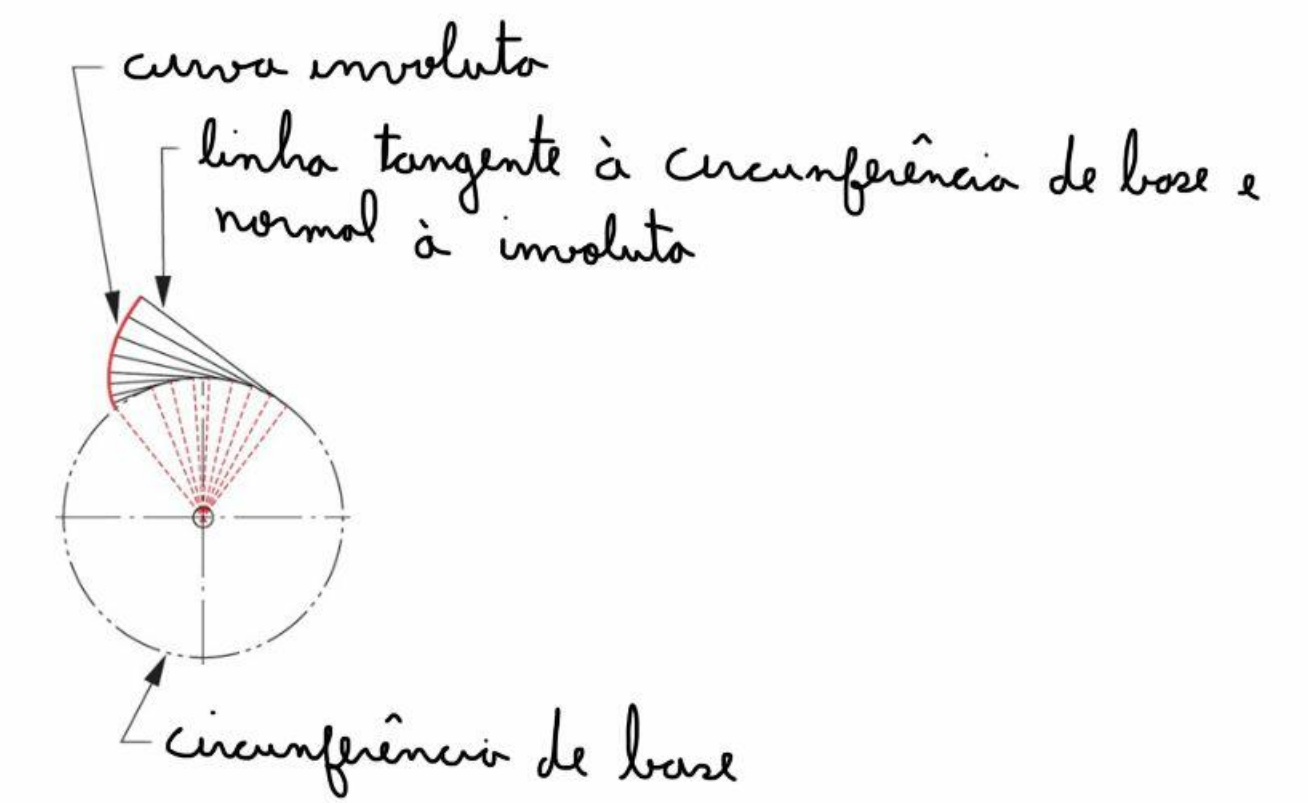 curva involuta
linha tangente à circunferência de base e
normal à involuta
circunferência de base